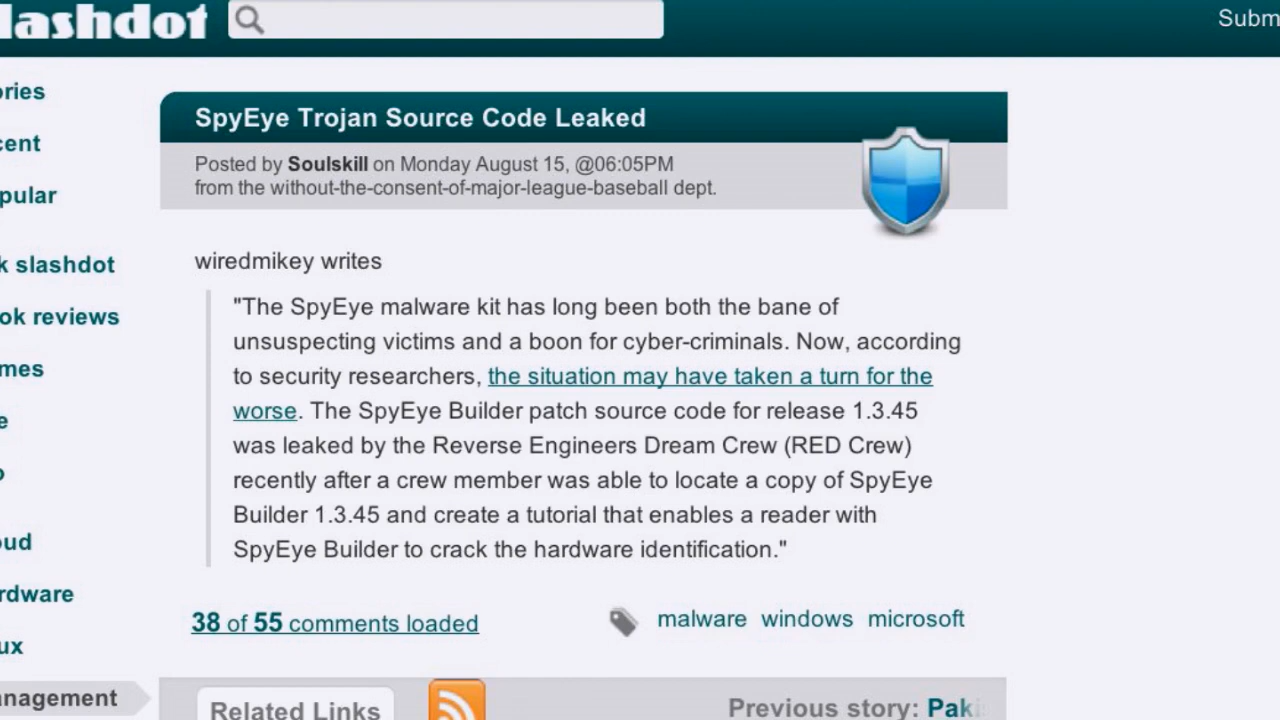 lashdot
Subm
ories
cent
pular
k slashdot
ok reviews
mes
e
o
oud
rdware
ux
anagement
SpyEye Trojan Source Code Leaked
Posted by Soulskill on Monday August 15, @06:05PM
from the without-the-consent-of-major-league-baseball dept.
wiredmikey writes
"The SpyEye malware kit has long been both the bane of
unsuspecting victims and a boon for cyber-criminals. Now, according
to security researchers, the situation may have taken a turn for the
worse. The SpyEye Builder patch source code for release 1.3.45
was leaked by the Reverse Engineers Dream Crew (RED Crew)
recently after a crew member was able to locate a copy of SpyEye
Builder 1.3.45 and create a tutorial that enables a reader with
SpyEye Builder to crack the hardware identification."
38 of 55 comments loaded
malware windows microsoft
Related Links
Previous story: Paki